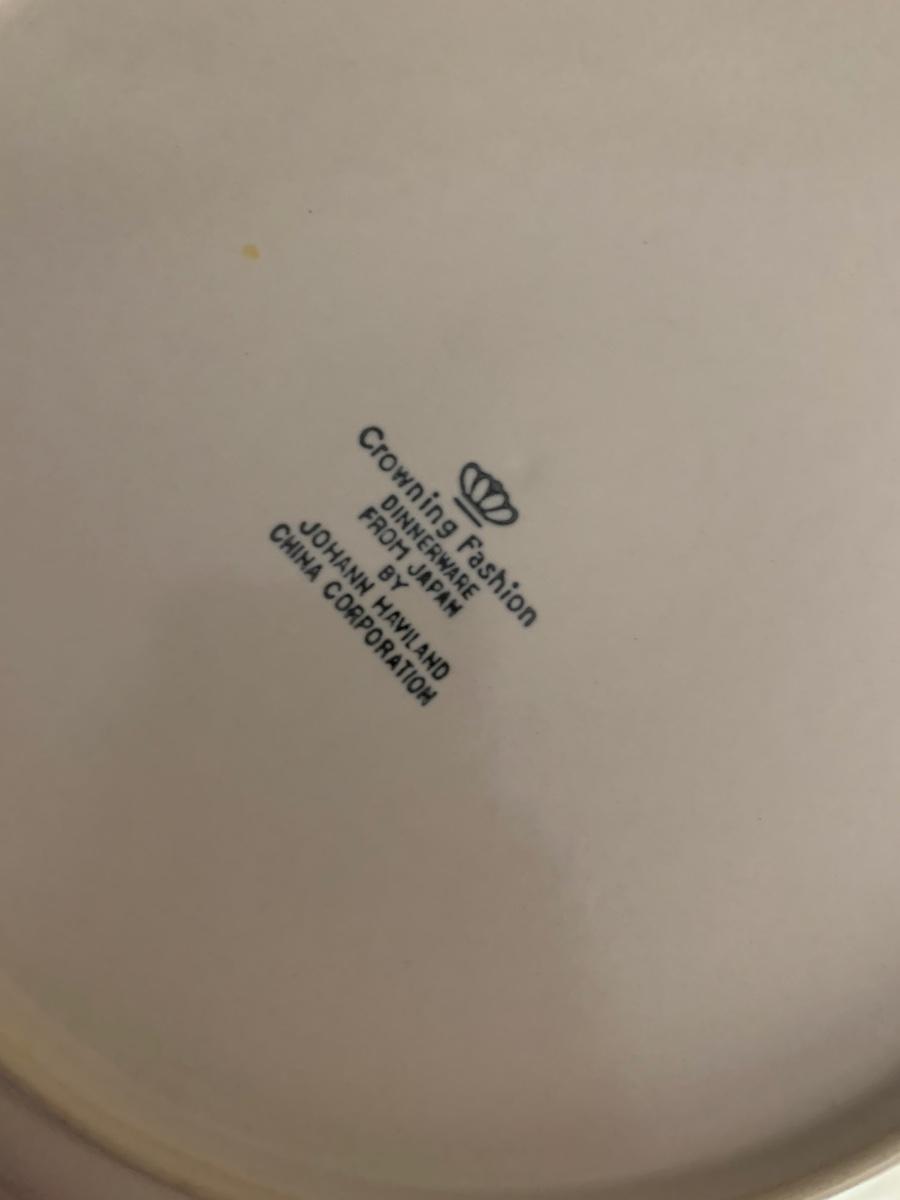 Crowning Fashion
DINNERWARE
FROM JAPAN
BY
JOHANN HAVILAND
CHINA CORPORATION